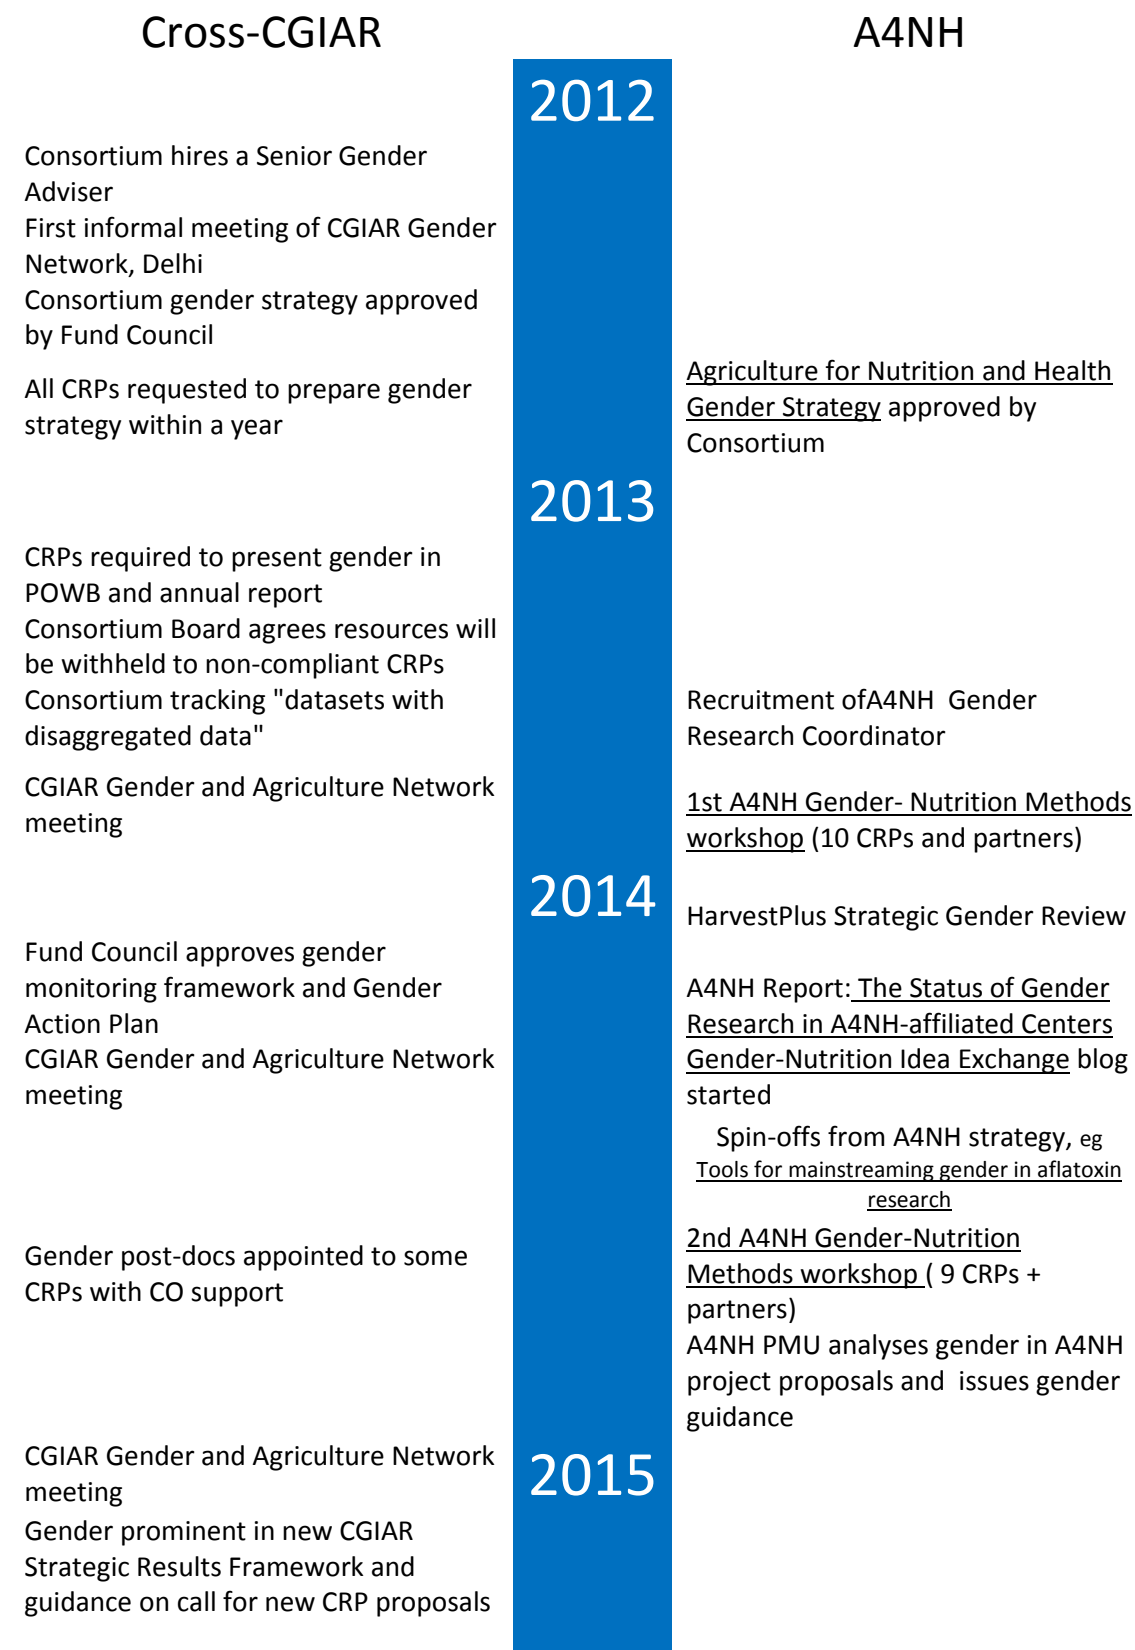 Cross-CGIAR
A4NH
2012
Consortium hires a Senior Gender
Adviser
First informal meeting of CGIAR Gender
Network, Delhi
Consortium gender strategy approved
by Fund Council
All CRPs requested to prepare gender
strategy within a year
Agriculture for Nutrition and Health
Gender Strategy approved by
Consortium
2013
CRPs required to present gender in
POWB and annual report
Consortium Board agrees resources will
be withheld to non-compliant CRPs
Consortium tracking "datasets with
disaggregated data"
Recruitment ofA4NH  Gender
Research Coordinator
CGIAR Gender and Agriculture Network
meeting
1st A4NH Gender- Nutrition Methods
workshop (10 CRPs and partners)
2014
HarvestPlus Strategic Gender Review
Fund Council approves gender
monitoring framework and Gender
Action Plan
CGIAR Gender and Agriculture Network
meeting
A4NH Report: The Status of Gender
Research in A4NH-affiliated Centers
Gender-Nutrition Idea Exchange blog
started
Spin-offs from A4NH strategy, eg
Tools for mainstreaming gender in aflatoxin
research
Gender post-docs appointed to some
CRPs with CO support
2nd A4NH Gender-Nutrition
Methods workshop ( 9 CRPs +
partners)
A4NH PMU analyses gender in A4NH
project proposals and  issues gender
guidance
2015
CGIAR Gender and Agriculture Network
meeting
Gender prominent in new CGIAR
Strategic Results Framework and
guidance on call for new CRP proposals